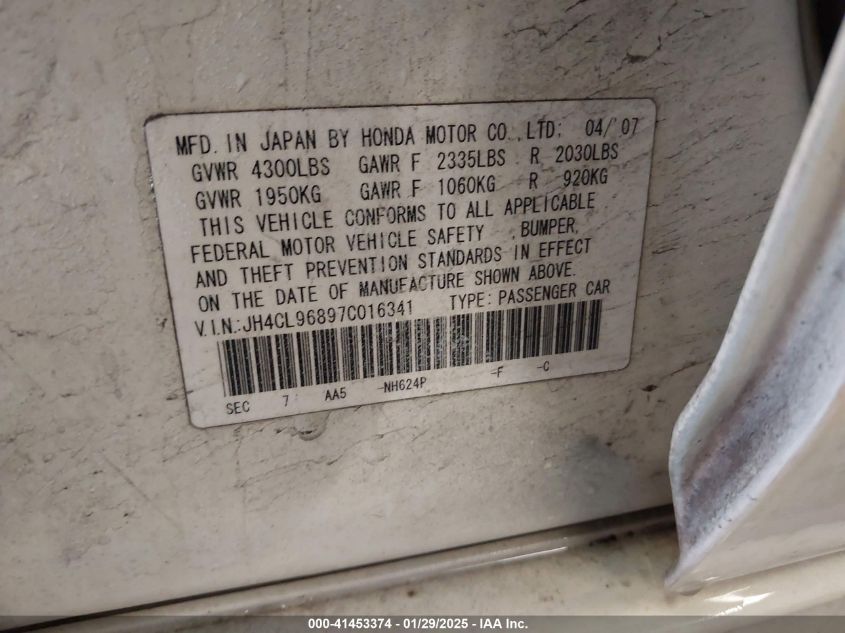 MFD. IN JAPAN BY HONDA MOTOR CO., LTD: 04/'07
GVWR 4300LBS GAWR F 2335LBS R 2030LBS
GVWR 1950KG GAWR F 1060KG R 920KG
THIS VEHICLE CONFORMS TO ALL APPLICABLE
FEDERAL MOTOR VEHICLE SAFETY , BUMPER,
AND THEFT PREVENTION STANDARDS IN EFFECT
ON THE DATE OF MANUFACTURE SHOWN ABOVE.
V.I.N.:JH4CL96897C016341 TYPE: PASSENGER CAR
SEC 7 AA5 -NH624P -F -C
000-41453374 | 01/29/2025 - IAA Inc.